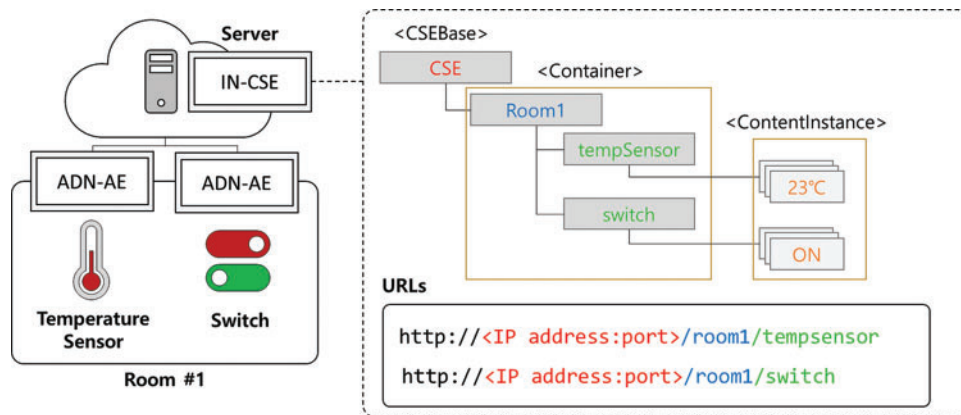 Server
IN-CSE
ADN-AE
ADN-AE
Temperature
Sensor
Switch
Room #1
<CSEBase>
CSE
<Container>
Room1
tempSensor
switch
<ContentInstance>
23℃
ON
URLs
http://<IP address:port>/room1/tempsensor
http://<IP address:port>/room1/switch